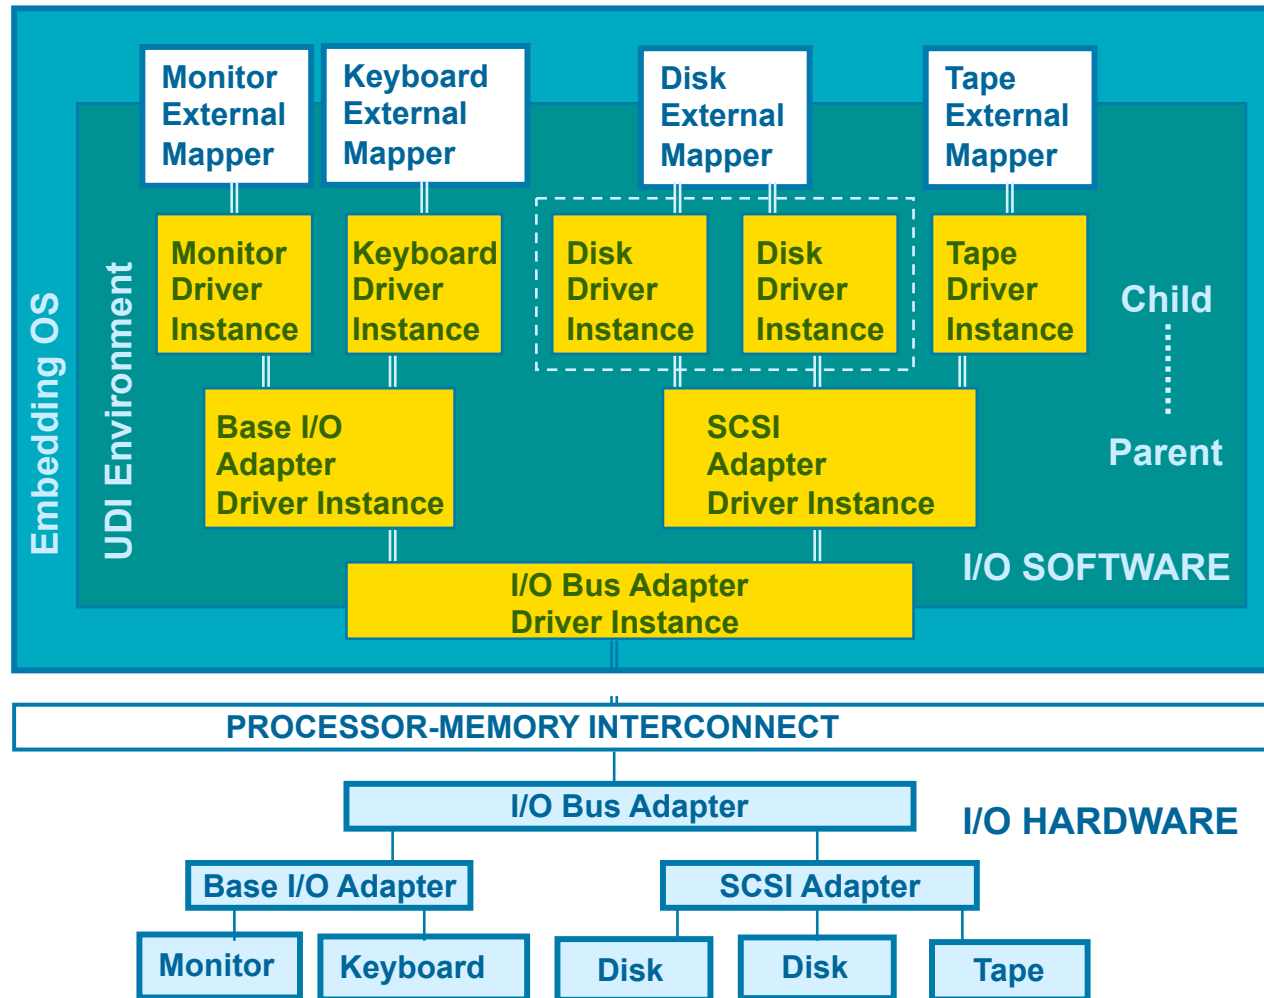 Monitor
External
Mapper
Keyboard
External
Mapper
Disk
External
Mapper
Tape
External
Mapper
Monitor
Driver
Instance
Keyboard
Driver
Instance
Disk
Driver
Instance
Disk
Driver
Instance
Tape
Driver
Instance
Child
Parent
Embedding OS
UDI Environment
Base I/O
Adapter
Driver Instance
SCSI
Adapter
Driver Instance
I/O SOFTWARE
I/O Bus Adapter
Driver Instance
PROCESSOR-MEMORY INTERCONNECT
I/O Bus Adapter
I/O HARDWARE
Base I/O Adapter
SCSI Adapter
Monitor
Keyboard
Disk
Disk
Tape